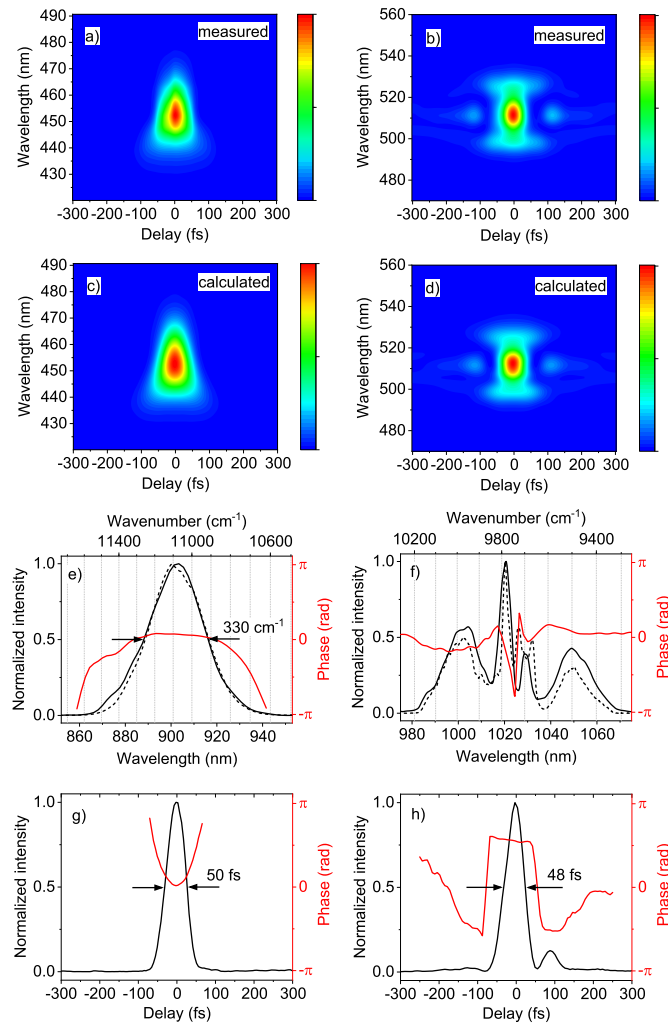 a) measured
490
480
470
460
450
440
430
Wavelength (nm)
-300 -200 -100 0 100 200 300
Delay (fs)
b) measured
560
540
520
500
480
Wavelength (nm)
-300 -200 -100 0 100 200 300
Delay (fs)
c) calculated
490
480
470
460
450
440
430
Wavelength (nm)
-300 -200 -100 0 100 200 300
Delay (fs)
d) calculated
560
540
520
500
480
Wavelength (nm)
-300 -200 -100 0 100 200 300
Delay (fs)
Wavenumber (cm-1)
11400 11200 11000 10800 10600
e)
1.0
0.5
0.0
Normalized intensity
330 cm-1
π
0
-π
Phase (rad)
860 880 900 920 940
Wavelength (nm)
Wavenumber (cm-1)
10200 10000 9800 9600 9400
f)
1.0
0.5
0.0
Normalized intensity
π
0
-π
Phase (rad)
980 1000 1020 1040 1060
Wavelength (nm)
g)
1.0
0.5
0.0
Normalized intensity
50 fs
π
0
-π
Phase (rad)
-300 -200 -100 0 100 200 300
Delay (fs)
h)
1.0
0.5
0.0
Normalized intensity
48 fs
π
0
-π
Phase (rad)
-300 -200 -100 0 100 200 300
Delay (fs)